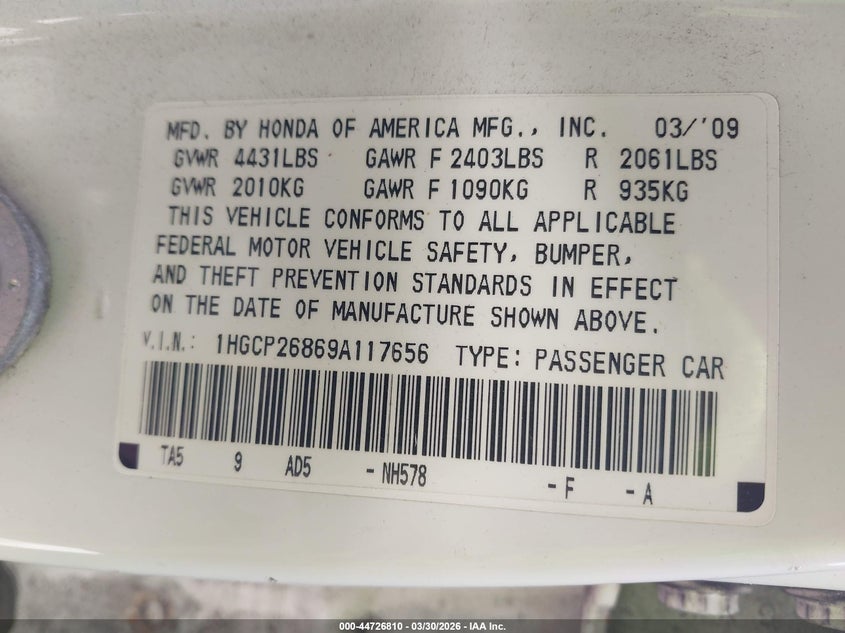 MFD. BY HONDA OF AMERICA MFG., INC. 03/'09
GVWR 4431LBS GAWR F 2403LBS R 2061LBS
GVWR 2010KG GAWR F 1090KG R 935KG
THIS VEHICLE CONFORMS TO ALL APPLICABLE
FEDERAL MOTOR VEHICLE SAFETY, BUMPER,
AND THEFT PREVENTION STANDARDS IN EFFECT
ON THE DATE OF MANUFACTURE SHOWN ABOVE.
V.I.N.: 1HGCP26869A117656 TYPE: PASSENGER CAR
TA5 9 AD5 -NH578 -F -A
000-44726810 - 03/30/2026 - IAA Inc.